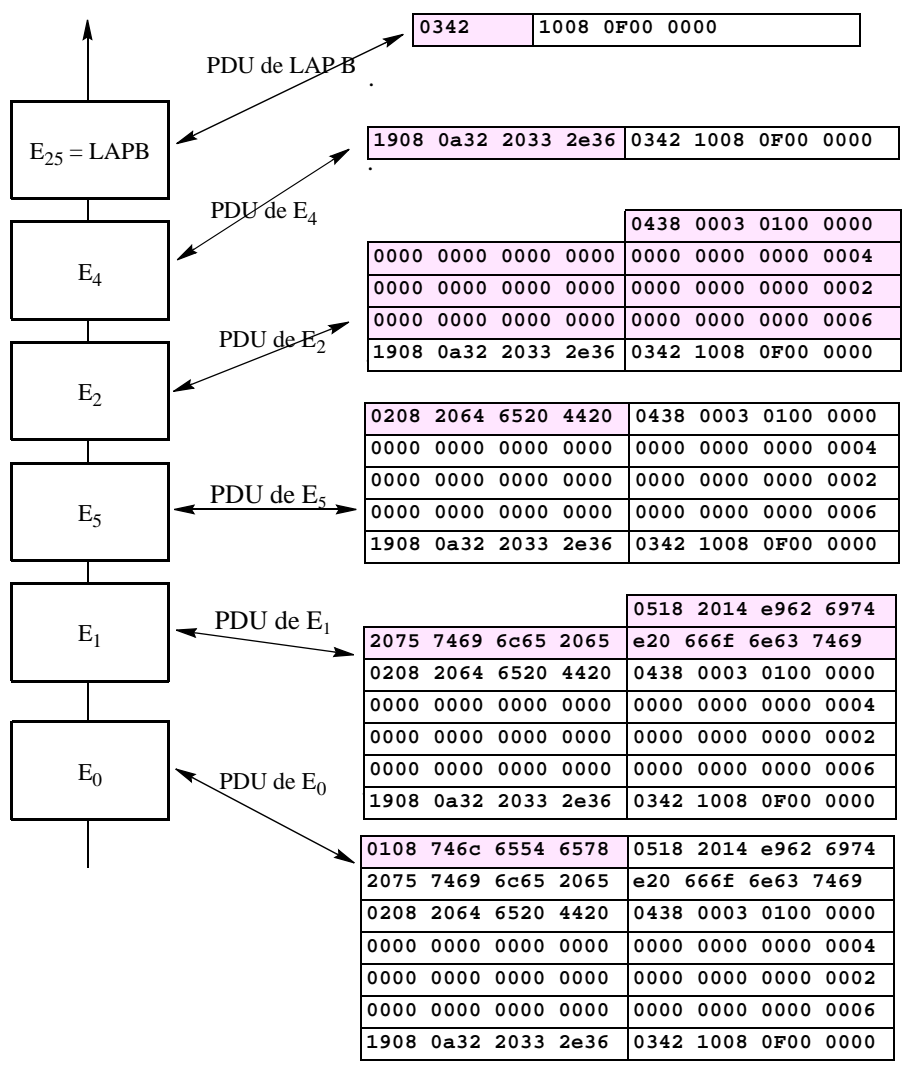 0342 1008 0F00 0000
PDU de LAP B
E25 = LAPB
1908 0a32 2033 2e36 0342 1008 0F00 0000
PDU de E4
E4
0438 0003 0100 0000
0000 0000 0000 0000 0000 0000 0000 0004
0000 0000 0000 0000 0000 0000 0000 0002
0000 0000 0000 0000 0000 0000 0000 0006
1908 0a32 2033 2e36 0342 1008 0F00 0000
PDU de E2
E2
0208 2064 6520 4420 0438 0003 0100 0000
0000 0000 0000 0000 0000 0000 0000 0004
0000 0000 0000 0000 0000 0000 0000 0002
0000 0000 0000 0000 0000 0000 0000 0006
1908 0a32 2033 2e36 0342 1008 0F00 0000
PDU de E5
E5
0518 2014 e962 6974
2075 7469 6c65 2065 e20 666f 6e63 7469
0208 2064 6520 4420 0438 0003 0100 0000
0000 0000 0000 0000 0000 0000 0000 0004
0000 0000 0000 0000 0000 0000 0000 0002
0000 0000 0000 0000 0000 0000 0000 0006
1908 0a32 2033 2e36 0342 1008 0F00 0000
PDU de E1
E1
PDU de E0
E0
0108 746c 6554 6578 0518 2014 e962 6974
2075 7469 6c65 2065 e20 666f 6e63 7469
0208 2064 6520 4420 0438 0003 0100 0000
0000 0000 0000 0000 0000 0000 0000 0004
0000 0000 0000 0000 0000 0000 0000 0002
0000 0000 0000 0000 0000 0000 0000 0006
1908 0a32 2033 2e36 0342 1008 0F00 0000